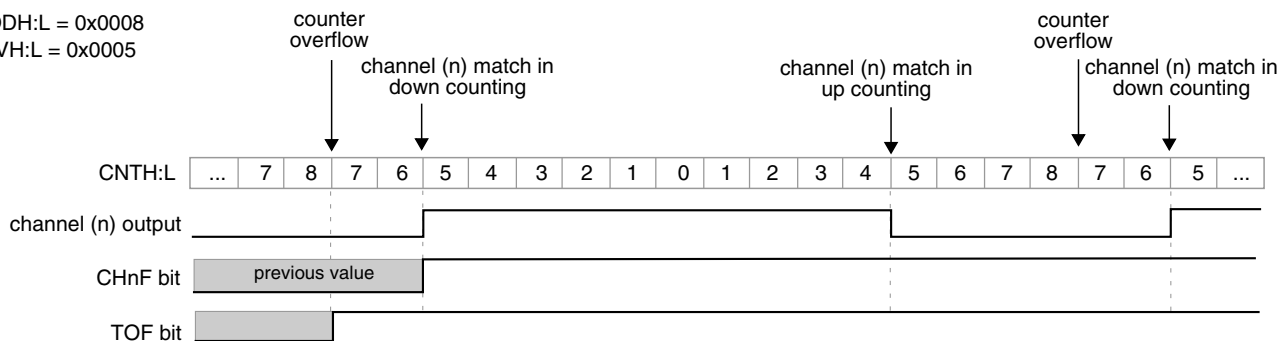 DDH:L = 0x0008
VH:L = 0x0005
counter
overflow
channel (n) match in
down counting
channel (n) match in
up counting
counter
overflow
channel (n) match in
down counting
CNTH:L ... 7 8 7 6 5 4 3 2 1 0 1 2 3 4 5 6 7 8 7 6 5 ...
channel (n) output
CHnF bit previous value
TOF bit